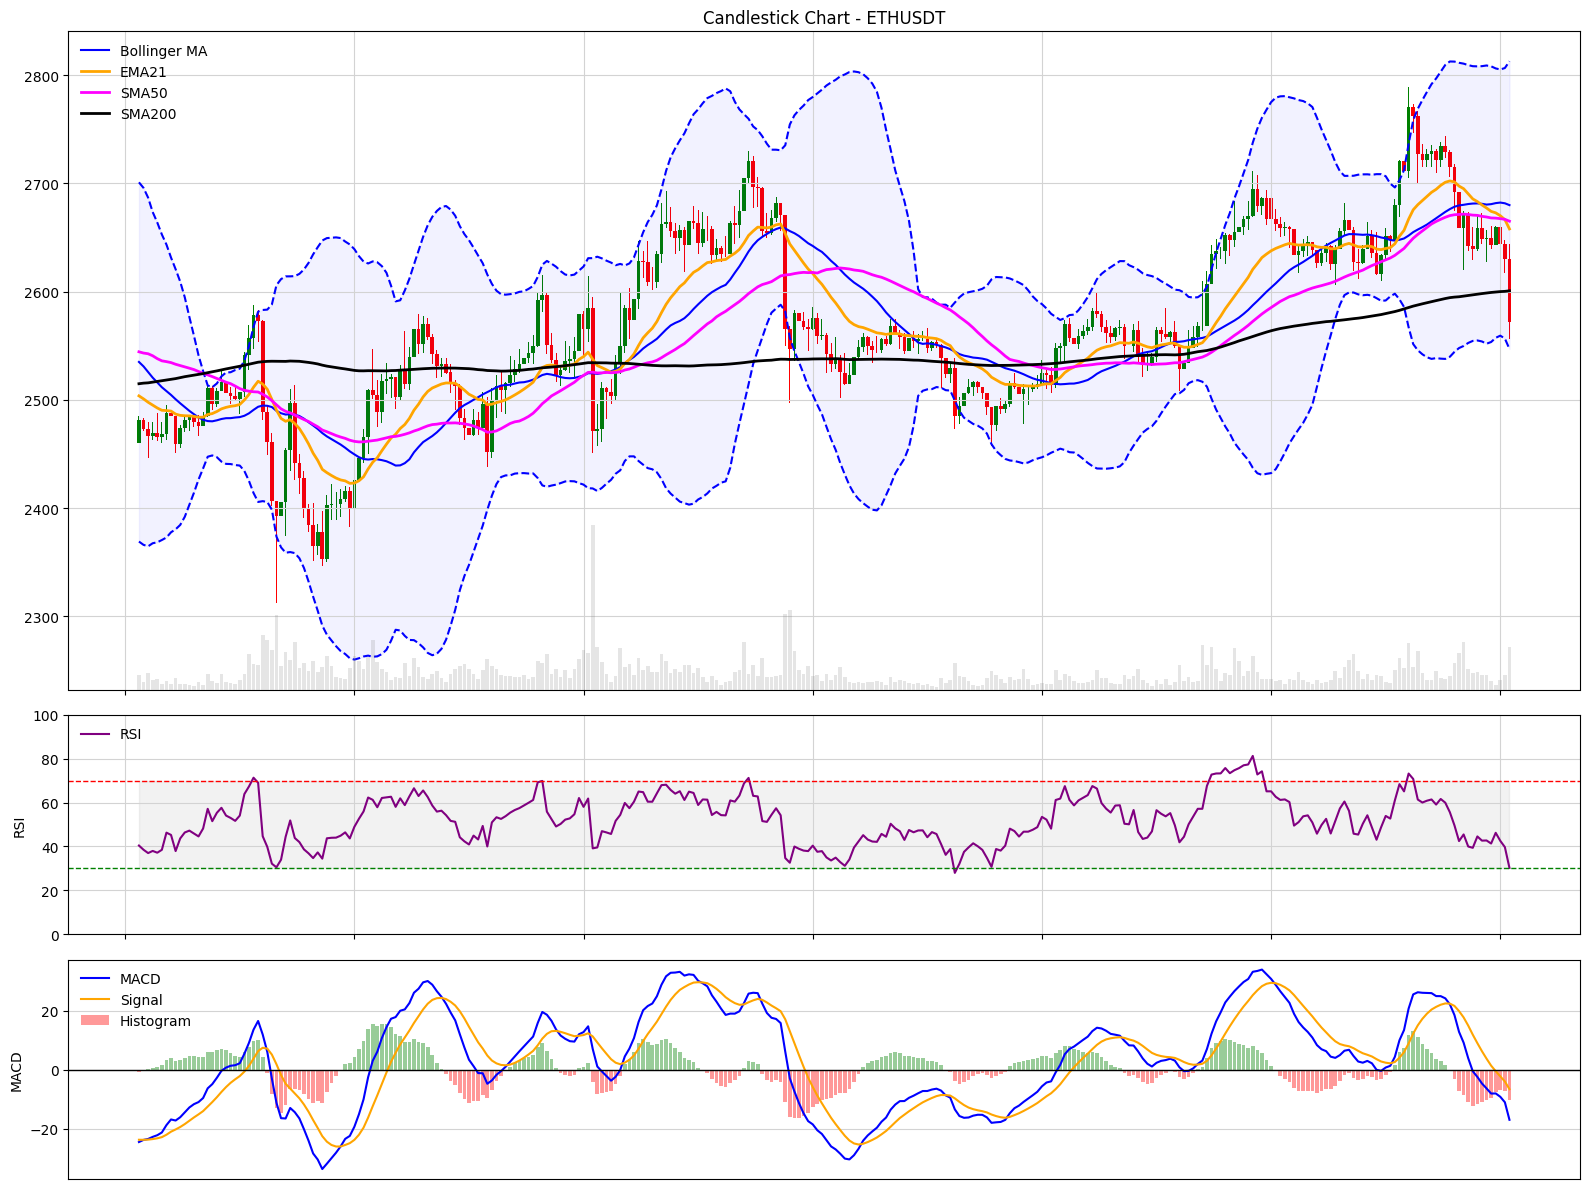 Candlestick Chart - ETHUSDT
Bollinger MA
EMA21
SMA50
SMA200
2800
2700
2600
2500
2400
2300
RSI
100
80
60
40
20
0
RSI
MACD
Signal
Histogram
20
0
−20
MACD